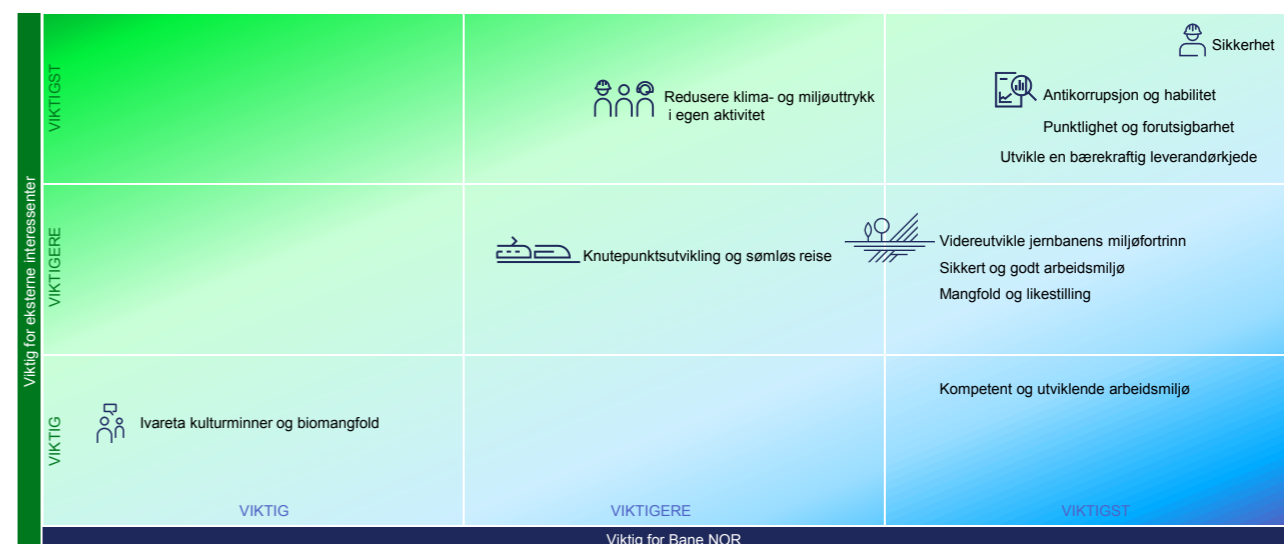 Viktig for eksterne interessenter
VIKTIGST
Sikkerhet
Redusere klima- og miljøuttrykk
i egen aktivitet
Antikorrupsjon og habilitet
Punktlighet og forutsigbarhet
Utvikle en bærekraftig leverandørkjede
VIKTIGERE
Knutepunktsutvikling og sømløs reise
Videreutvikle jernbanens miljøfortrinn
Sikkert og godt arbeidsmiljø
Mangfold og likestilling
VIKTIG
Ivareta kulturminner og biomangfold
Kompetent og utviklende arbeidsmiljø
VIKTIG
VIKTIGERE
VIKTIGST
Viktig for Bane NOR